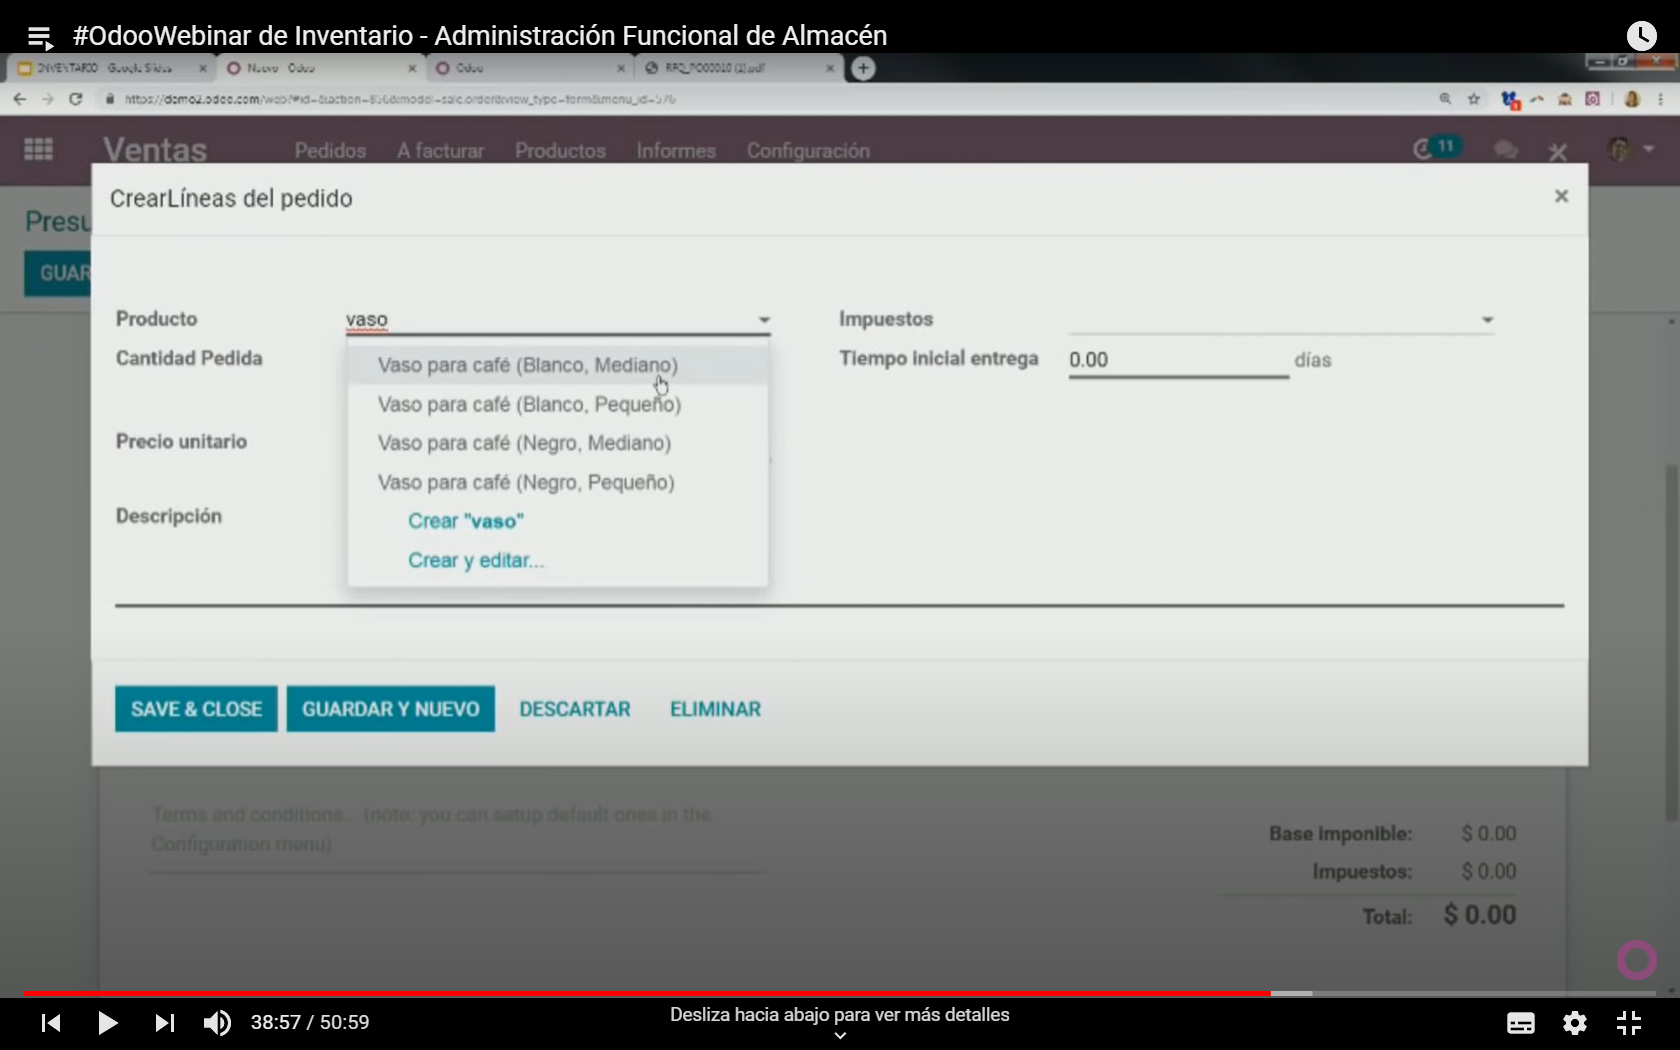 #OdooWebinar de Inventario - Administración Funcional de Almacén
INVENTARIO Google Slides
Nuevo - Odoo
Odoo
RFQ_PO00010 (1).pdf
Ventas Pedidos A facturar Productos Informes Configuración 11
CrearLíneas del pedido
Presu
GUAR
Producto vaso Impuestos
Cantidad Pedida Tiempo inicial entrega 0.00 días
Vaso para café (Blanco, Mediano)
Vaso para café (Blanco, Pequeño)
Precio unitario
Vaso para café (Negro, Mediano)
Vaso para café (Negro, Pequeño)
Descripción
Crear "vaso"
Crear y editar...
SAVE & CLOSE GUARDAR Y NUEVO DESCARTAR ELIMINAR
Terms and conditions... (note: you can setup default ones in the
Configuration menu)
Base imponible: $ 0.00
Impuestos: $ 0.00
Total: $ 0.00
Desliza hacia abajo para ver más detalles
38:57 / 50:59